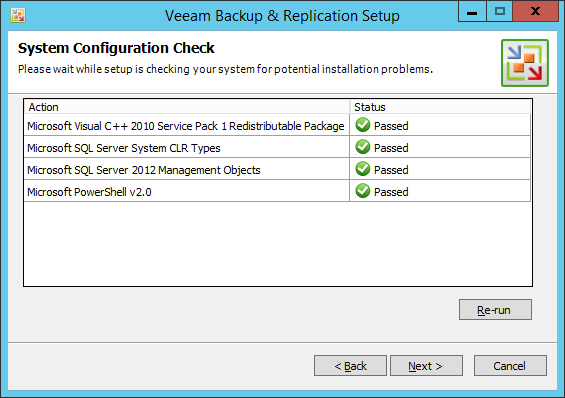 Veeam Backup & Replication Setup
System Configuration Check
Please wait while setup is checking your system for potential installation problems.
Action Status
Microsoft Visual C++ 2010 Service Pack 1 Redistributable Package Passed
Microsoft SQL Server System CLR Types Passed
Microsoft SQL Server 2012 Management Objects Passed
Microsoft PowerShell v2.0 Passed
Re-run
< Back Next > Cancel